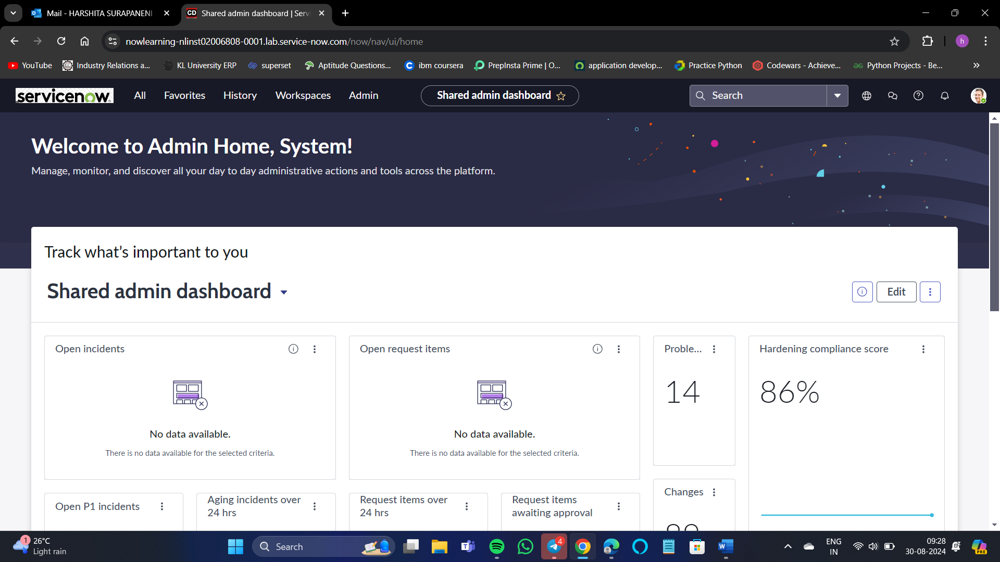 Mail - HARSHITA SURAPANENI
CD Shared admin dashboard | Serv
nowlearning-nlinst02006808-0001.lab.service-now.com/now/nav/ui/home
h
YouTube
Industry Relations a...
KL University ERP
superset
Aptitude Questions...
ibm coursera
PrepInsta Prime | O...
application develop...
Practice Python
Codewars - Achieve...
Python Projects - Be...
servicenow
All
Favorites
History
Workspaces
Admin
Shared admin dashboard
Search
Welcome to Admin Home, System!
Manage, monitor, and discover all your day to day administrative actions and tools across the platform.
Track what's important to you
Shared admin dashboard
Edit
Open incidents
No data available.
There is no data available for the selected criteria.
Open request items
No data available.
There is no data available for the selected criteria.
Proble...
14
Hardening compliance score
86%
Open P1 incidents
Aging incidents over
24 hrs
Request items over
24 hrs
Request items
awaiting approval
Changes
1
26°C
Light rain
Search
4
ENG
IN
09:28
30-08-2024
PRE